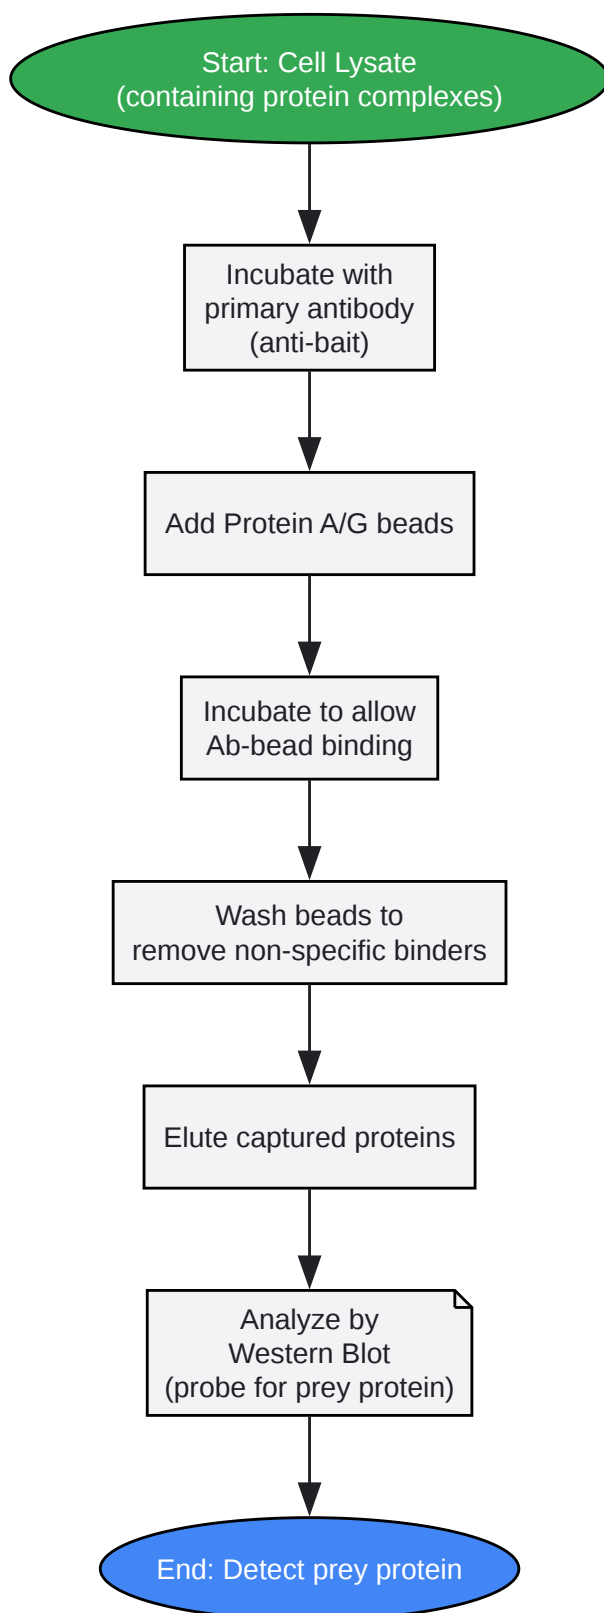 Start: Cell Lysate
(containing protein complexes)
Incubate with
primary antibody
(anti-bait)
Add Protein A/G beads
Incubate to allow
Ab-bead binding
Wash beads to
remove non-specific binders
Elute captured proteins
Analyze by
Western Blot
(probe for prey protein)
End: Detect prey protein